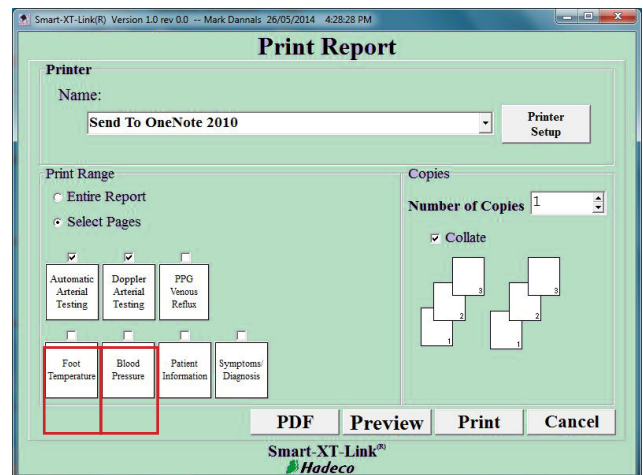 Smart-XT-Link(R) Version 1.0 rev 0.0 -- Mark Dannals 26/05/2014 4:28:28 PM
Print Report
Printer
Name:
Send To OneNote 2010
Printer
Setup
Print Range
Entire Report
Select Pages
Automatic
Arterial
Testing
Doppler
Arterial
Testing
PPG
Venous
Reflux
Foot
Temperature
Blood
Pressure
Patient
Information
Symptoms/
Diagnosis
Copies
Number of Copies 1
Collate
3
2
1
3
2
1
PDF Preview Print Cancel
Smart-XT-Link(R)
Hadeco